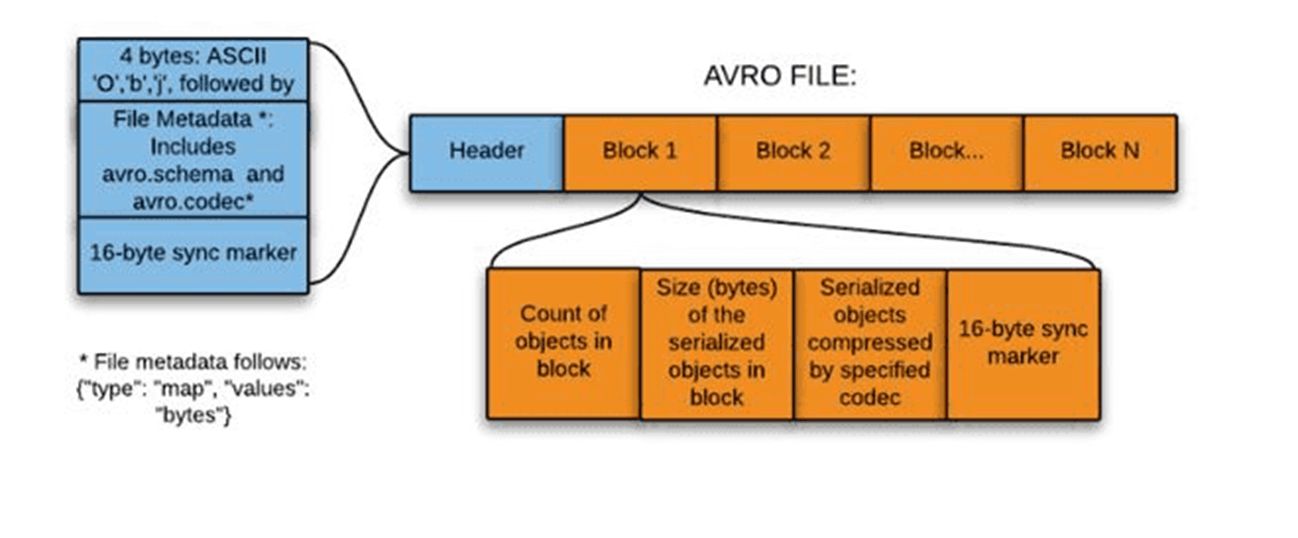 4 bytes: ASCII
'O','b','j', followed by
File Metadata *:
Includes
avro.schema and
avro.codec*
16-byte sync marker
* File metadata follows:
{"type": "map", "values":
"bytes"}
AVRO FILE:
Header
Block 1
Block 2
Block...
Block N
Count of
objects in
block
Size (bytes)
of the
serialized
objects in
block
Serialized
objects
compressed
by specified
codec
16-byte sync
marker